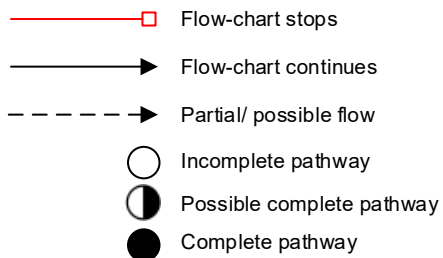 Flow-chart stops
Flow-chart continues
Partial/ possible flow
Incomplete pathway
Possible complete pathway
Complete pathway